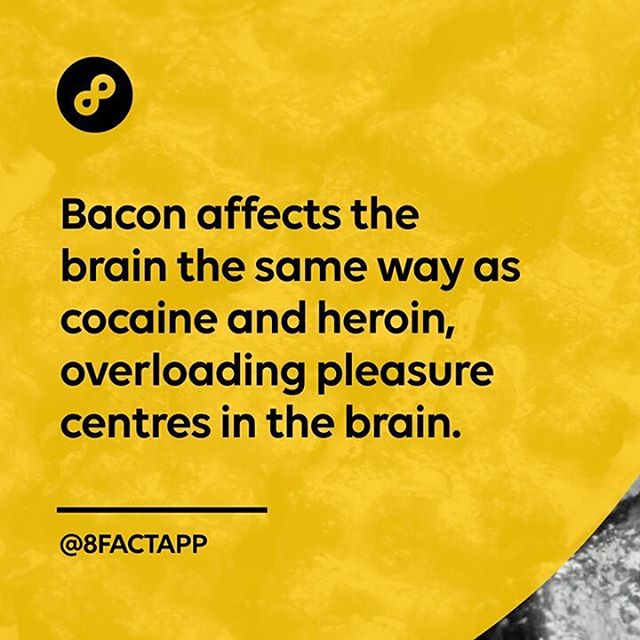 Bacon affects the
brain the same way as
cocaine and heroin,
overloading pleasure
centres in the brain.
@8FACTAPP